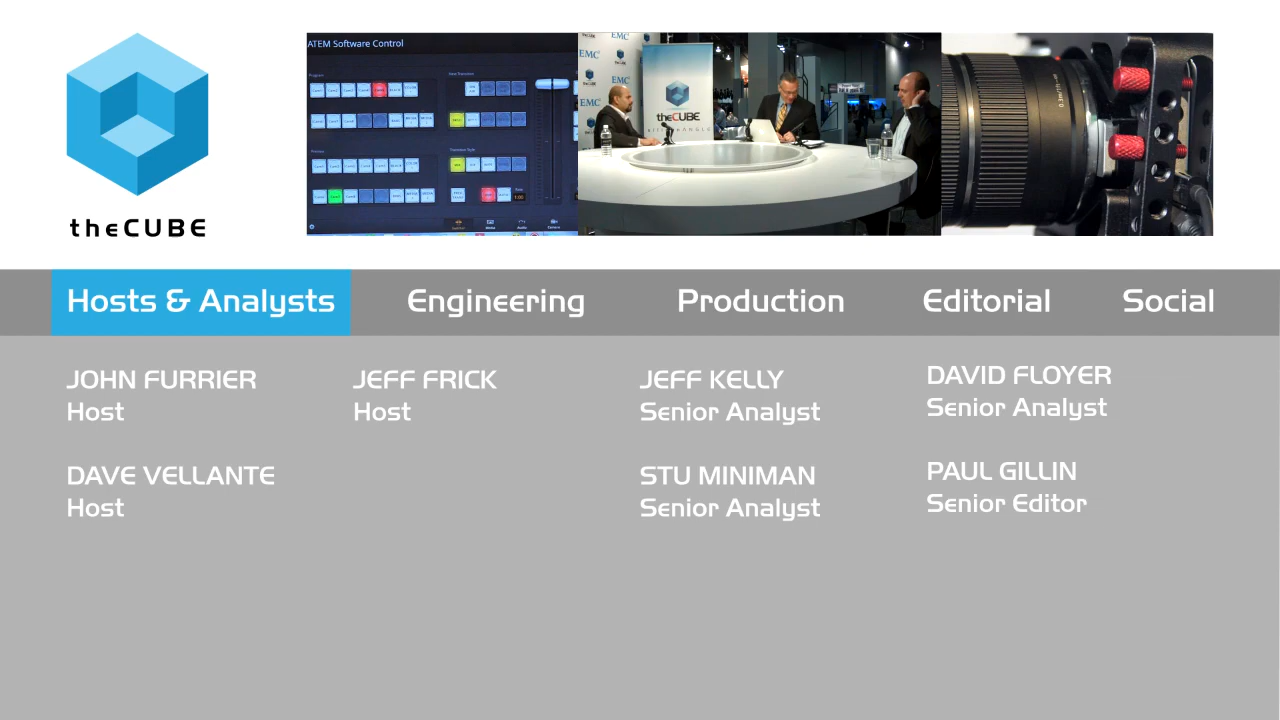 theCUBE
ATEM Software Control
EMC
theCUBE
Hosts & Analysts
Engineering
Production
Editorial
Social
JOHN FURRIER
Host
JEFF FRICK
Host
JEFF KELLY
Senior Analyst
DAVID FLOYER
Senior Analyst
DAVE VELLANTE
Host
STU MINIMAN
Senior Analyst
PAUL GILLIN
Senior Editor